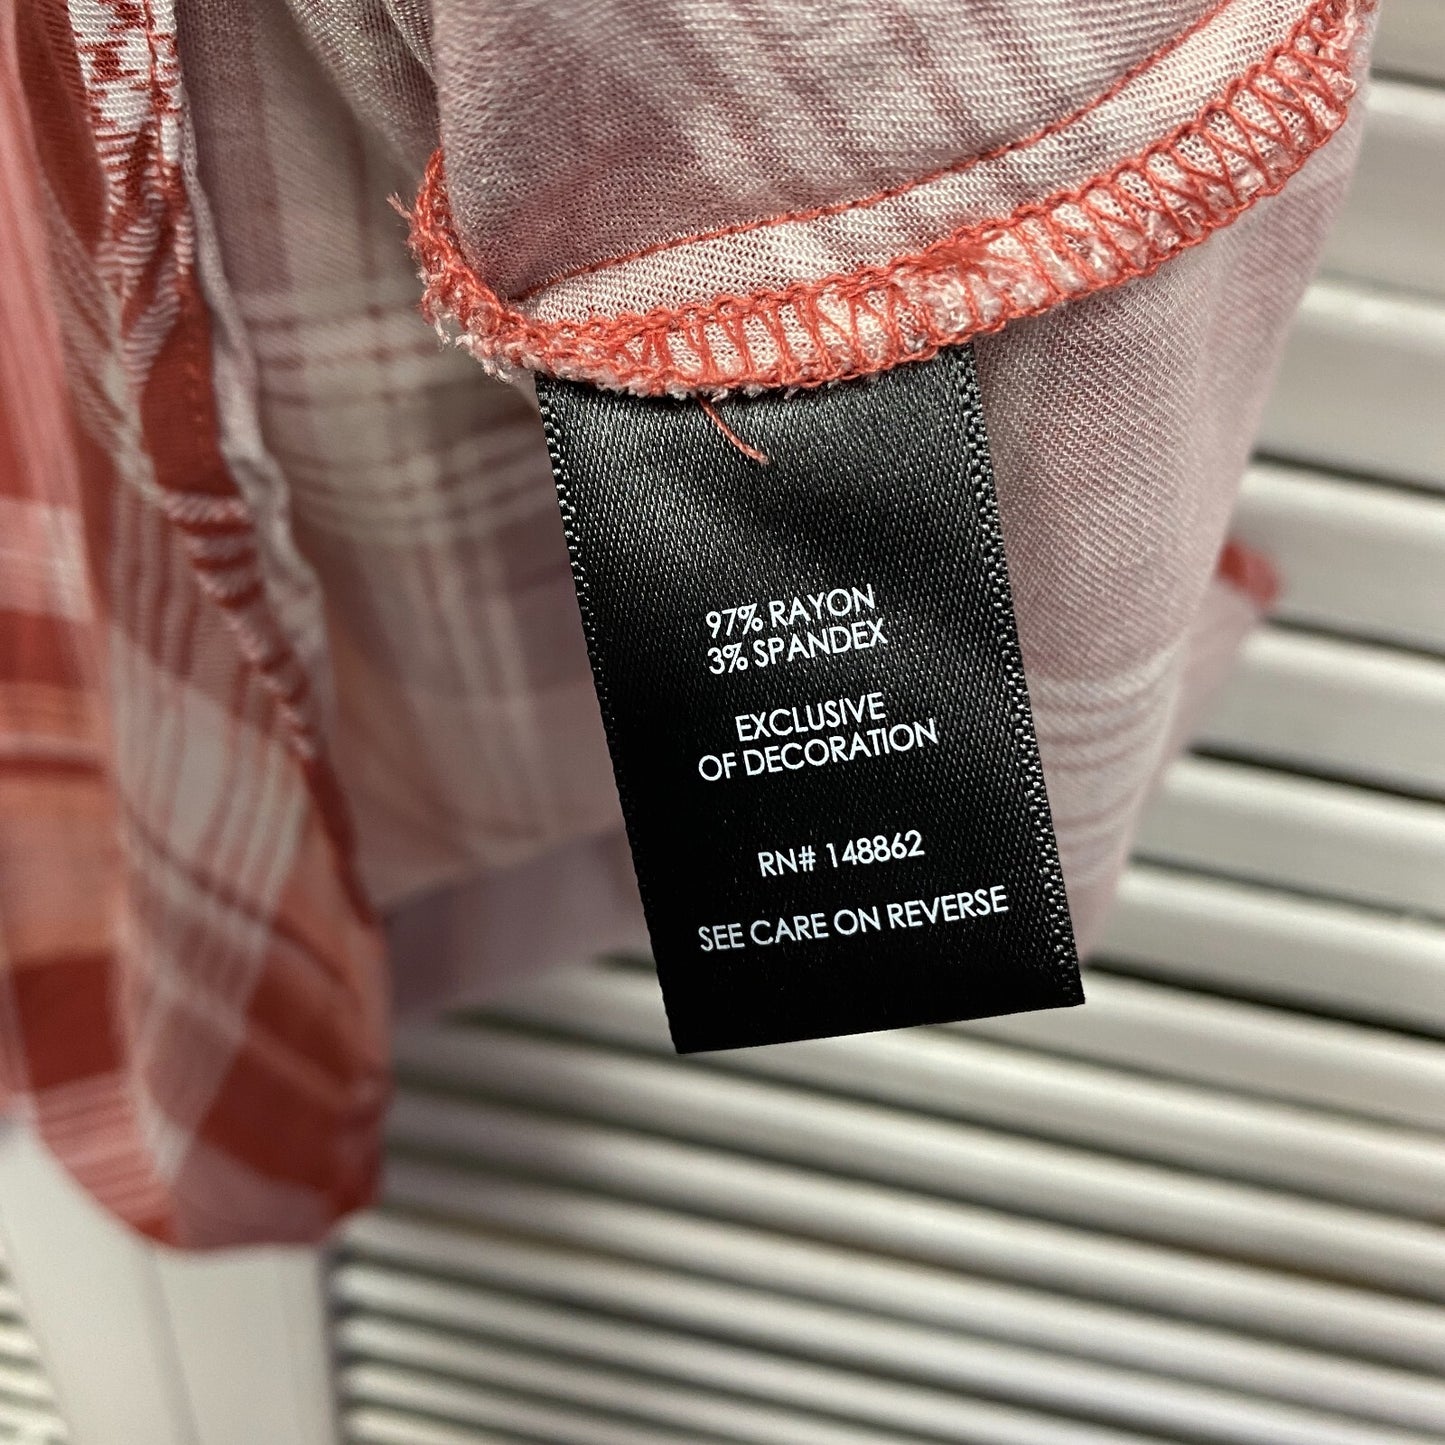 97% RAYON
3% SPANDEX
EXCLUSIVE
OF DECORATION
RN# 148862
SEE CARE ON REVERSE